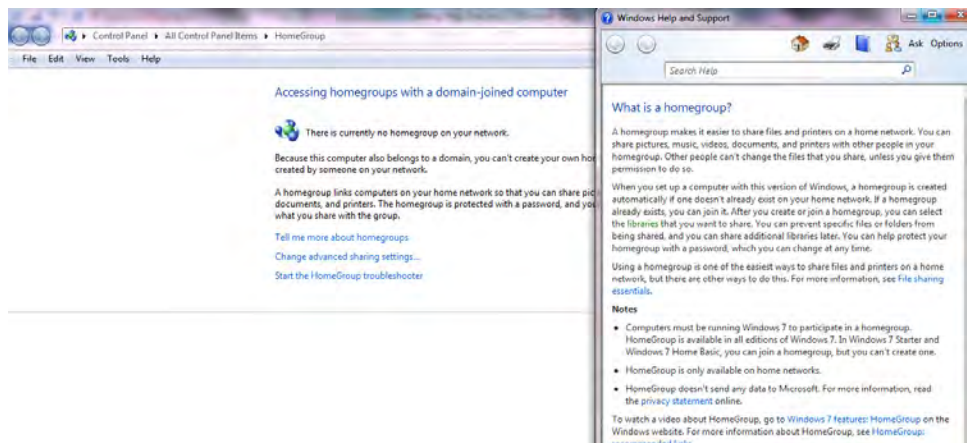 Control Panel ▸ All Control Panel Items ▸ HomeGroup
File Edit View Tools Help
Accessing homegroups with a domain-joined computer
There is currently no homegroup on your network.
Because this computer also belongs to a domain, you can't create your own
created by someone on your network.
A homegroup links computers on your home network so that you can share
documents, and printers. The homegroup is protected with a password, and
what you share with the group.
Tell me more about homegroups
Change advanced sharing settings...
Start the HomeGroup troubleshooter
Windows Help and Support
Ask Options
Search Help
What is a homegroup?
A homegroup makes it easier to share files and printers on a home network. You can
share pictures, music, videos, documents, and printers with other people in your
homegroup. Other people can't change the files that you share, unless you give them
permission to do so.
When you set up a computer with this version of Windows, a homegroup is created
automatically if one doesn't already exist on your home network. If a homegroup
already exists, you can join it. After you create or join a homegroup, you can select
the libraries that you want to share. You can prevent specific files or folders from
being shared, and you can share additional libraries later. You can help protect your
homegroup with a password, which you can change at any time.
Using a homegroup is one of the easiest ways to share files and printers on a home
network, but there are other ways to do this. For more information, see File sharing
essentials.
Notes
• Computers must be running Windows 7 to participate in a homegroup.
HomeGroup is available in all editions of Windows 7. In Windows 7 Starter and
Windows 7 Home Basic, you can join a homegroup, but you can't create one.
• HomeGroup is only available on home networks.
• HomeGroup doesn't send any data to Microsoft. For more information, read
the privacy statement online.
To watch a video about HomeGroup, go to Windows 7 features: HomeGroup on the
Windows website. For more information about HomeGroup, see HomeGroup: